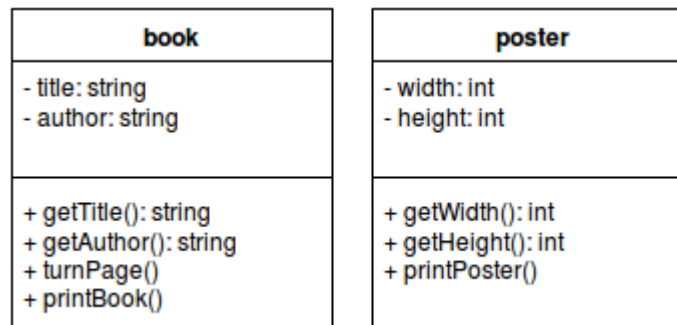 book
- title: string
- author: string
+ getTitle(): string
+ getAuthor(): string
+ turnPage()
+ printBook()
poster
- width: int
- height: int
+ getWidth(): int
+ getHeight(): int
+ printPoster()